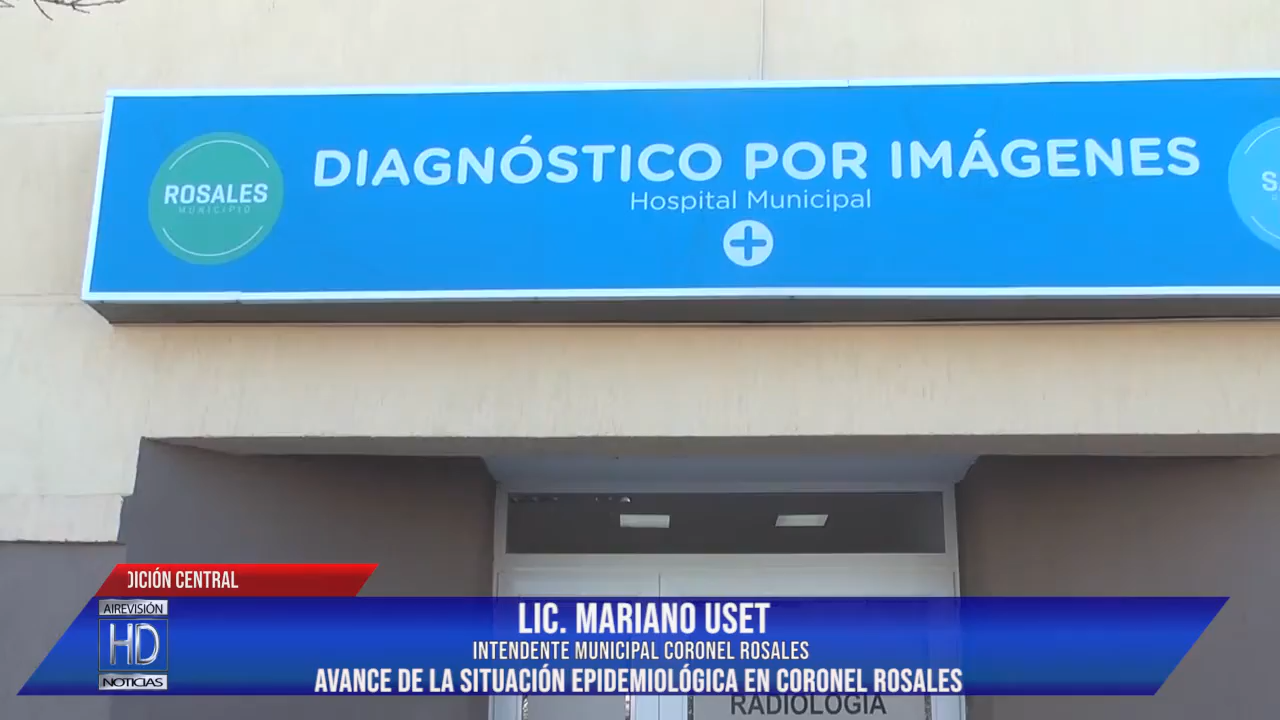 DIAGNÓSTICO POR IMÁGENES
ROSALES
MUNICIPIO
Hospital Municipal
DICIÓN CENTRAL
AIREVISIÓN
HD
NOTICIAS
LIC. MARIANO USET
INTENDENTE MUNICIPAL CORONEL ROSALES
AVANCE DE LA SITUACIÓN EPIDEMIOLÓGICA EN CORONEL ROSALES
RADIOLOGÍA